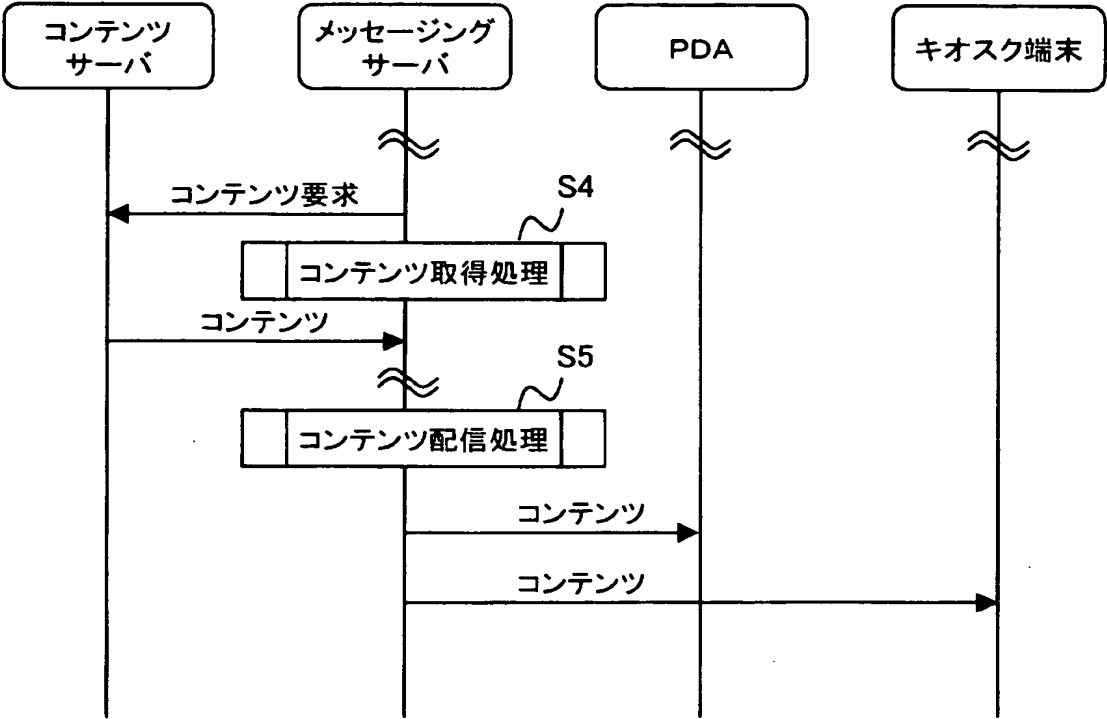 コンテンツ
サーバ
メッセージング
サーバ
PDA
キオスク端末
コンテンツ要求
S4
コンテンツ取得処理
コンテンツ
S5
コンテンツ配信処理
コンテンツ
コンテンツ